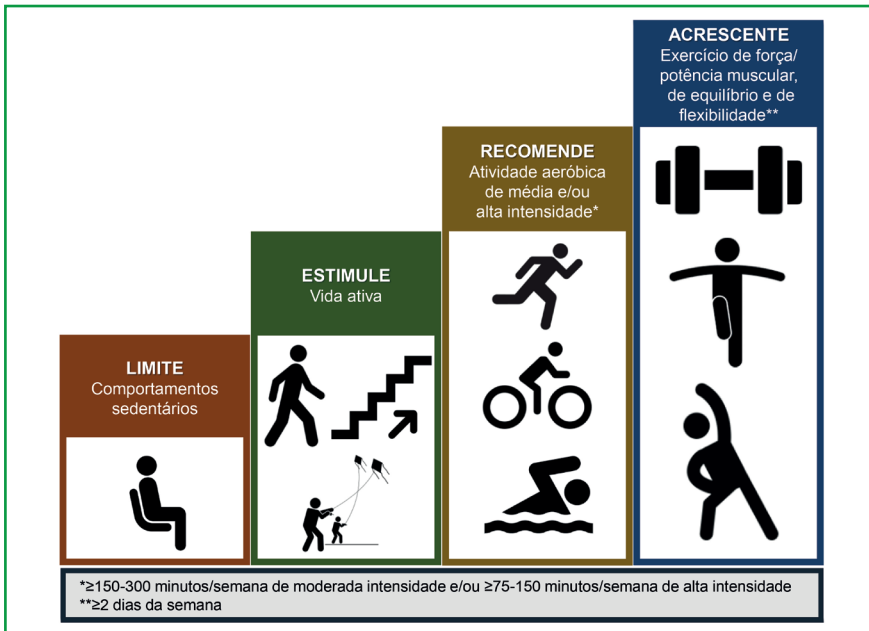 LIMITE
Comportamentos
sedentários
ESTIMULE
Vida ativa
RECOMENDE
Atividade aeróbica
de média e/ou
alta intensidade*
ACRESCENTE
Exercício de força/
potência muscular,
de equilíbrio e de
flexibilidade**
*≥150-300 minutos/semana de moderada intensidade e/ou ≥75-150 minutos/semana de alta intensidade
**≥2 dias da semana